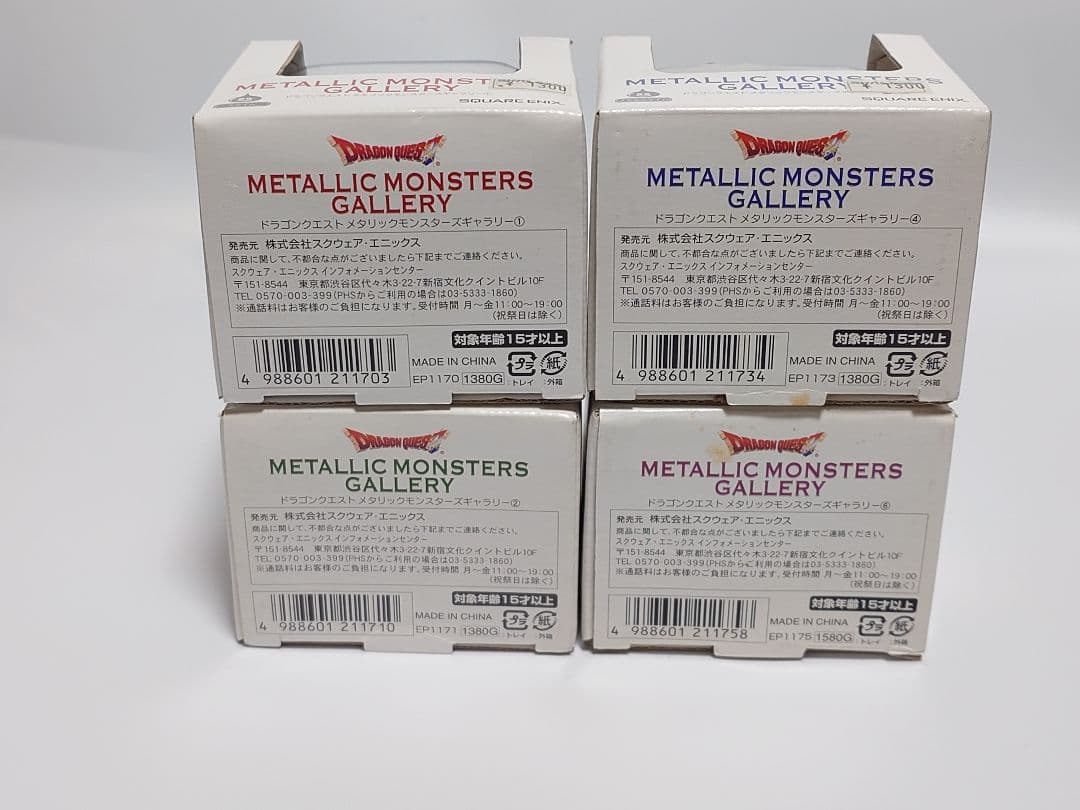 METALLIC MONSTERS
GALLERY
¥ 1300
SQUARE ENIX
DRAGON QUEST
METALLIC MONSTERS
GALLERY
ドラゴンクエスト メタリックモンスターズギャラリー①
発売元 株式会社スクウェア・エニックス
商品に関して、不都合な点がございましたら下記までご連絡ください。
スクウェア・エニックス インフォメーションセンター
〒151-8544 東京都渋谷区代々木3-22-7新宿文化クイントビル10F
TEL 0570-003-399(PHSからご利用の場合は03-5333-1860)
※通話料はお客様のご負担になります。受付時間 月～金11:00～19:00
(祝祭日は除く)
対象年齢15才以上
4 988601 211703
MADE IN CHINA
EP1170 1380G
プラ
:トレイ
紙
:外箱
METALLIC MONSTERS
GALLERY
¥ 1300
SQUARE ENIX
DRAGON QUEST
METALLIC MONSTERS
GALLERY
ドラゴンクエスト メタリックモンスターズギャラリー④
発売元 株式会社スクウェア・エニックス
商品に関して、不都合な点がございましたら下記までご連絡ください。
スクウェア・エニックス インフォメーションセンター
〒151-8544 東京都渋谷区代々木3-22-7新宿文化クイントビル10F
TEL 0570-003-399(PHSからご利用の場合は03-5333-1860)
※通話料はお客様のご負担になります。受付時間 月～金11:00～19:00
(祝祭日は除く)
対象年齢15才以上
4 988601 211734
MADE IN CHINA
EP1173 1380G
プラ
:トレイ
紙
:外箱
DRAGON QUEST
METALLIC MONSTERS
GALLERY
ドラゴンクエスト メタリックモンスターズギャラリー②
発売元 株式会社スクウェア・エニックス
商品に関して、不都合な点がございましたら下記までご連絡ください。
スクウェア・エニックス インフォメーションセンター
〒151-8544 東京都渋谷区代々木3-22-7新宿文化クイントビル10F
TEL 0570-003-399(PHSからご利用の場合は03-5333-1860)
※通話料はお客様のご負担になります。受付時間 月～金11:00～19:00
(祝祭日は除く)
対象年齢15才以上
4 988601 211710
MADE IN CHINA
EP1171 1380G
プラ
:トレイ
紙
:外箱
DRAGON QUEST
METALLIC MONSTERS
GALLERY
ドラゴンクエスト メタリックモンスターズギャラリー⑥
発売元 株式会社スクウェア・エニックス
商品に関して、不都合な点がございましたら下記までご連絡ください。
スクウェア・エニックス インフォメーションセンター
〒151-8544 東京都渋谷区代々木3-22-7新宿文化クイントビル10F
TEL 0570-003-399(PHSからご利用の場合は03-5333-1860)
※通話料はお客様のご負担になります。受付時間 月～金11:00～19:00
(祝祭日は除く)
対象年齢15才以上
4 988601 211758
MADE IN CHINA
EP1175 1580G
プラ
:トレイ
紙
:外箱